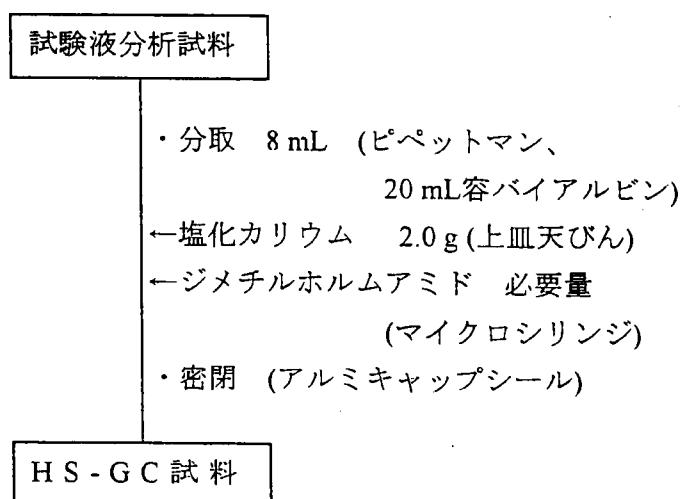 試験液分析試料
・分取 8 mL (ピペットマン、
20 mL容バイアルビン)
←塩化カリウム 2.0 g (上皿天びん)
←ジメチルホルムアミド 必要量
(マイクロシリンジ)
・密閉 (アルミキャップシール)
HS-GC試料